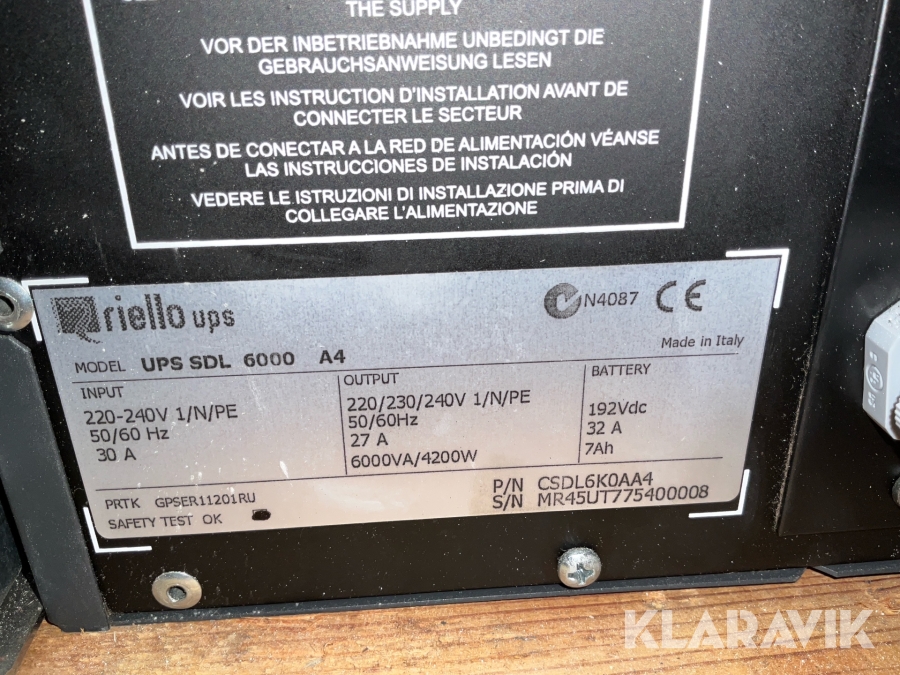 THE SUPPLY
VOR DER INBETRIEBNAHME UNBEDINGT DIE
GEBRAUCHSANWEISUNG LESEN
VOIR LES INSTRUCTION D'INSTALLATION AVANT DE
CONNECTER LE SECTEUR
ANTES DE CONECTAR A LA RED DE ALIMENTACIÓN VÉANSE
LAS INSTRUCCIONES DE INSTALACIÓN
VEDERE LE ISTRUZIONI DI INSTALLAZIONE PRIMA DI
COLLEGARE L'ALIMENTAZIONE
riello ups
N4087 CE
Made in Italy
MODEL UPS SDL 6000 A4
INPUT
220-240V 1/N/PE
50/60 Hz
30 A
OUTPUT
220/230/240V 1/N/PE
50/60Hz
27 A
6000VA/4200W
BATTERY
192Vdc
32 A
7Ah
PRTK GPSER11201RU
SAFETY TEST OK
P/N CSDL6K0AA4
S/N MR45UT775400008
KLARAVIK